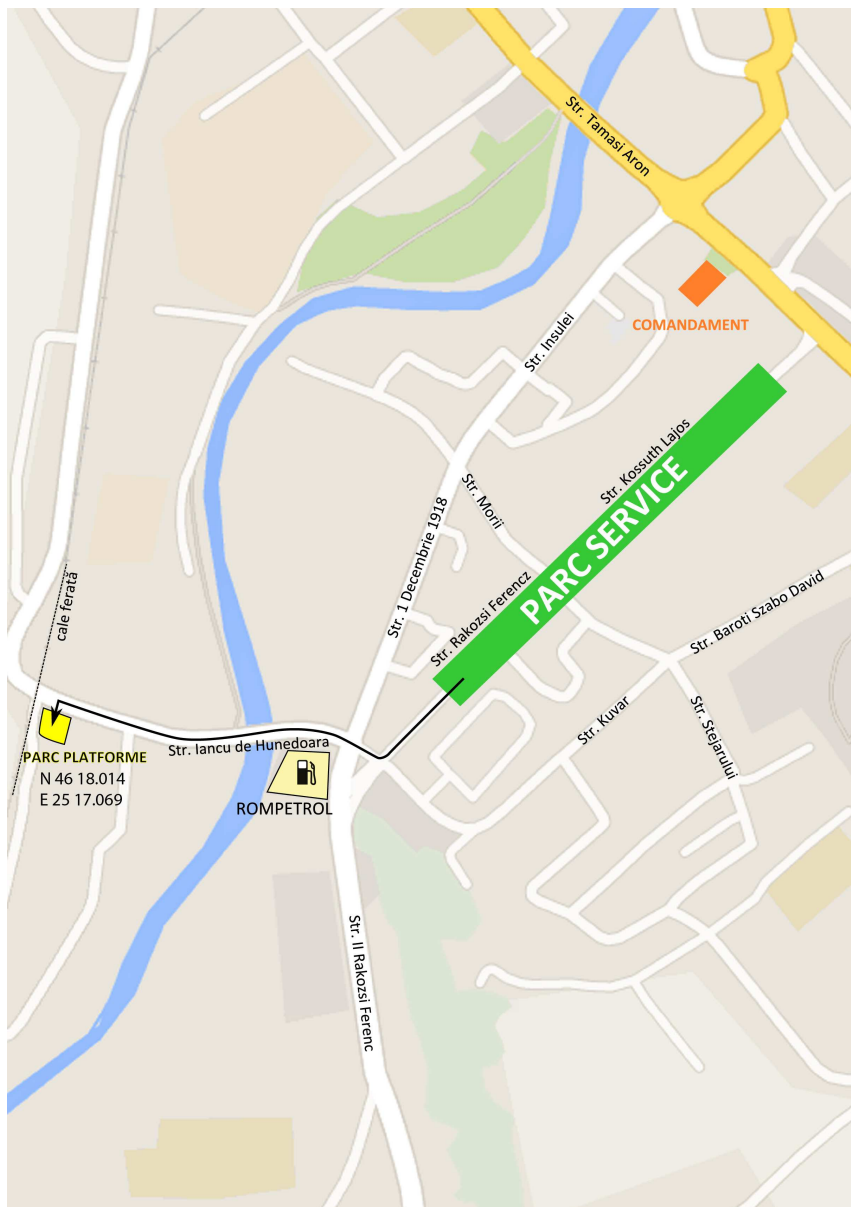 Str. Tamasi Aron
COMANDAMENT
Str. Insulei
Str. Kossuth Lajos
PARC SERVICE
Str. Morii
Str. 1 Decembrie 1918
Str. Rakozsi Ferencz
Str. Baroti Szabo David
cale ferată
Str. Kuvar
Str. Stejarului
Str. Iancu de Hunedoara
PARC PLATFORME
N 46 18.014
E 25 17.069
ROMPETROL
Str. II Rakozsi Ferenc